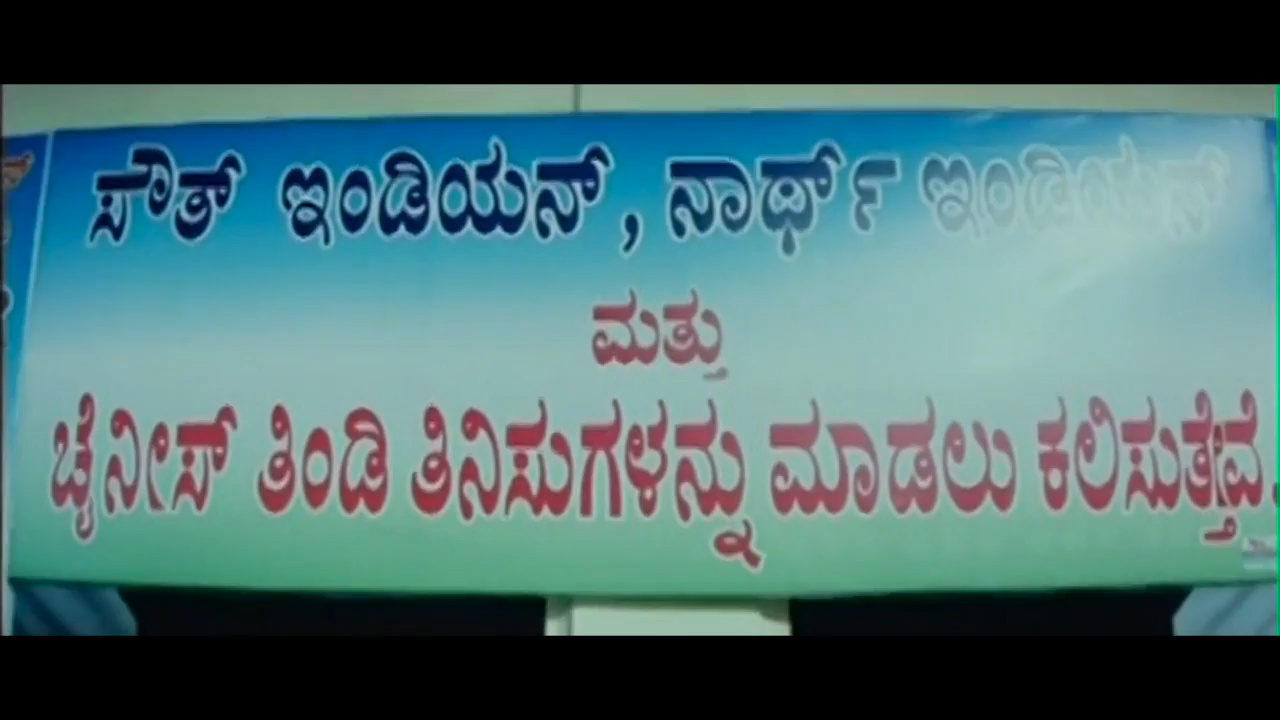 ಸೌತ್ ಇಂಡಿಯನ್, ನಾರ್ಥ್ ಇಂಡಿಯನ್
ಮತ್ತು
ಚೈನೀಸ್ ತಿಂಡಿ ತಿನಿಸುಗಳನ್ನು ಮಾಡಲು ಕಲಿಸುತ್ತೇವೆ.